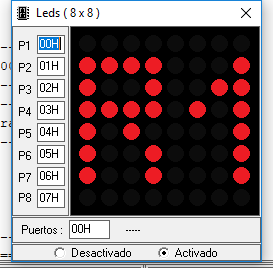 Leds ( 8 x 8 )
P1 00H
P2 01H
P3 02H
P4 03H
P5 04H
P6 05H
P7 06H
P8 07H
Puertos : 00H -----
Desactivado Activado